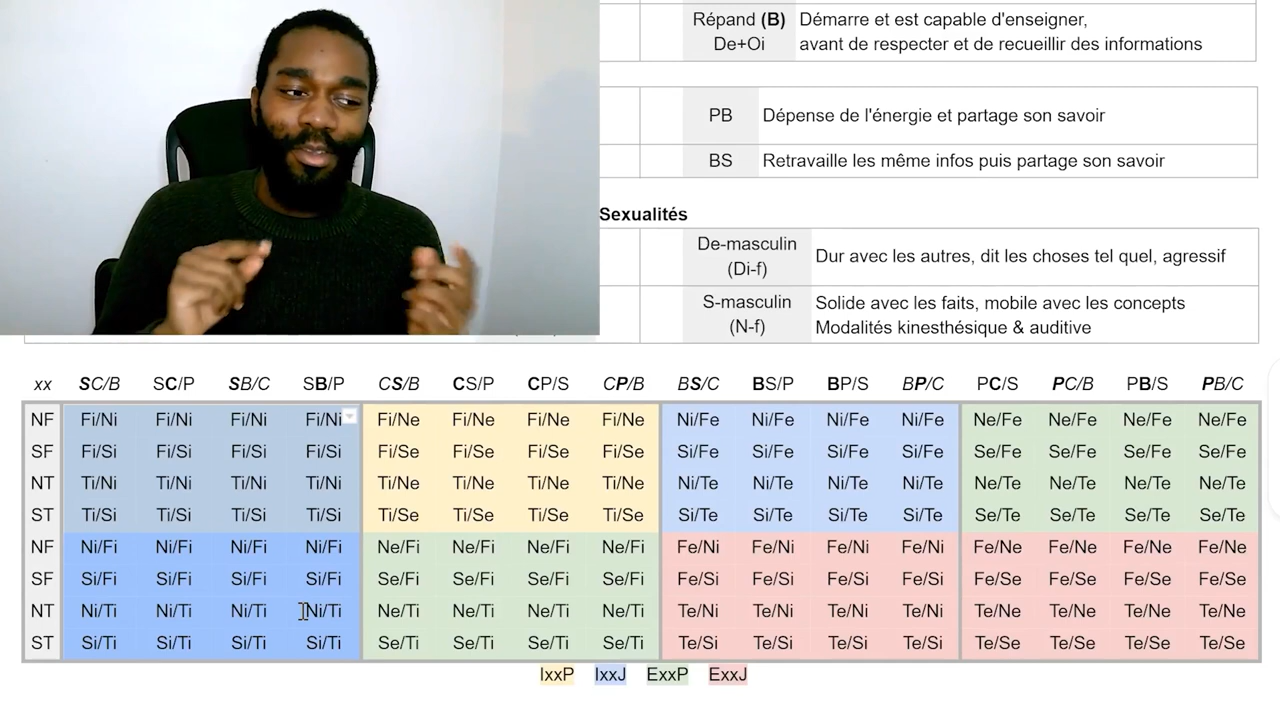 Répand (B) Démarre et est capable d'enseigner,
De+Oi avant de respecter et de recueillir des informations
PB Dépense de l'énergie et partage son savoir
BS Retravaille les même infos puis partage son savoir
Sexualités
De-masculin
(Di-f) Dur avec les autres, dit les choses tel quel, agressif
S-masculin Solide avec les faits, mobile avec les concepts
(N-f) Modalités kinesthésique & auditive
xx SC/B SC/P SB/C SB/P CS/B CS/P CP/S CP/B BS/C BS/P BP/S BP/C PC/S PC/B PB/S PB/C
NF Fi/Ni Fi/Ni Fi/Ni Fi/Ni Fi/Ne Fi/Ne Fi/Ne Fi/Ne Ni/Fe Ni/Fe Ni/Fe Ni/Fe Ne/Fe Ne/Fe Ne/Fe Ne/Fe
SF Fi/Si Fi/Si Fi/Si Fi/Si Fi/Se Fi/Se Fi/Se Fi/Se Si/Fe Si/Fe Si/Fe Si/Fe Se/Fe Se/Fe Se/Fe Se/Fe
NT Ti/Ni Ti/Ni Ti/Ni Ti/Ni Ti/Ne Ti/Ne Ti/Ne Ti/Ne Ni/Te Ni/Te Ni/Te Ni/Te Ne/Te Ne/Te Ne/Te Ne/Te
ST Ti/Si Ti/Si Ti/Si Ti/Si Ti/Se Ti/Se Ti/Se Ti/Se Si/Te Si/Te Si/Te Si/Te Se/Te Se/Te Se/Te Se/Te
NF Ni/Fi Ni/Fi Ni/Fi Ni/Fi Ne/Fi Ne/Fi Ne/Fi Ne/Fi Fe/Ni Fe/Ni Fe/Ni Fe/Ni Fe/Ne Fe/Ne Fe/Ne Fe/Ne
SF Si/Fi Si/Fi Si/Fi Si/Fi Se/Fi Se/Fi Se/Fi Se/Fi Fe/Si Fe/Si Fe/Si Fe/Si Fe/Se Fe/Se Fe/Se Fe/Se
NT Ni/Ti Ni/Ti Ni/Ti Ni/Ti Ne/Ti Ne/Ti Ne/Ti Ne/Ti Te/Ni Te/Ni Te/Ni Te/Ni Te/Ne Te/Ne Te/Ne Te/Ne
ST Si/Ti Si/Ti Si/Ti Si/Ti Se/Ti Se/Ti Se/Ti Se/Ti Te/Si Te/Si Te/Si Te/Si Te/Se Te/Se Te/Se Te/Se
IxxP IxxJ ExxP ExxJ